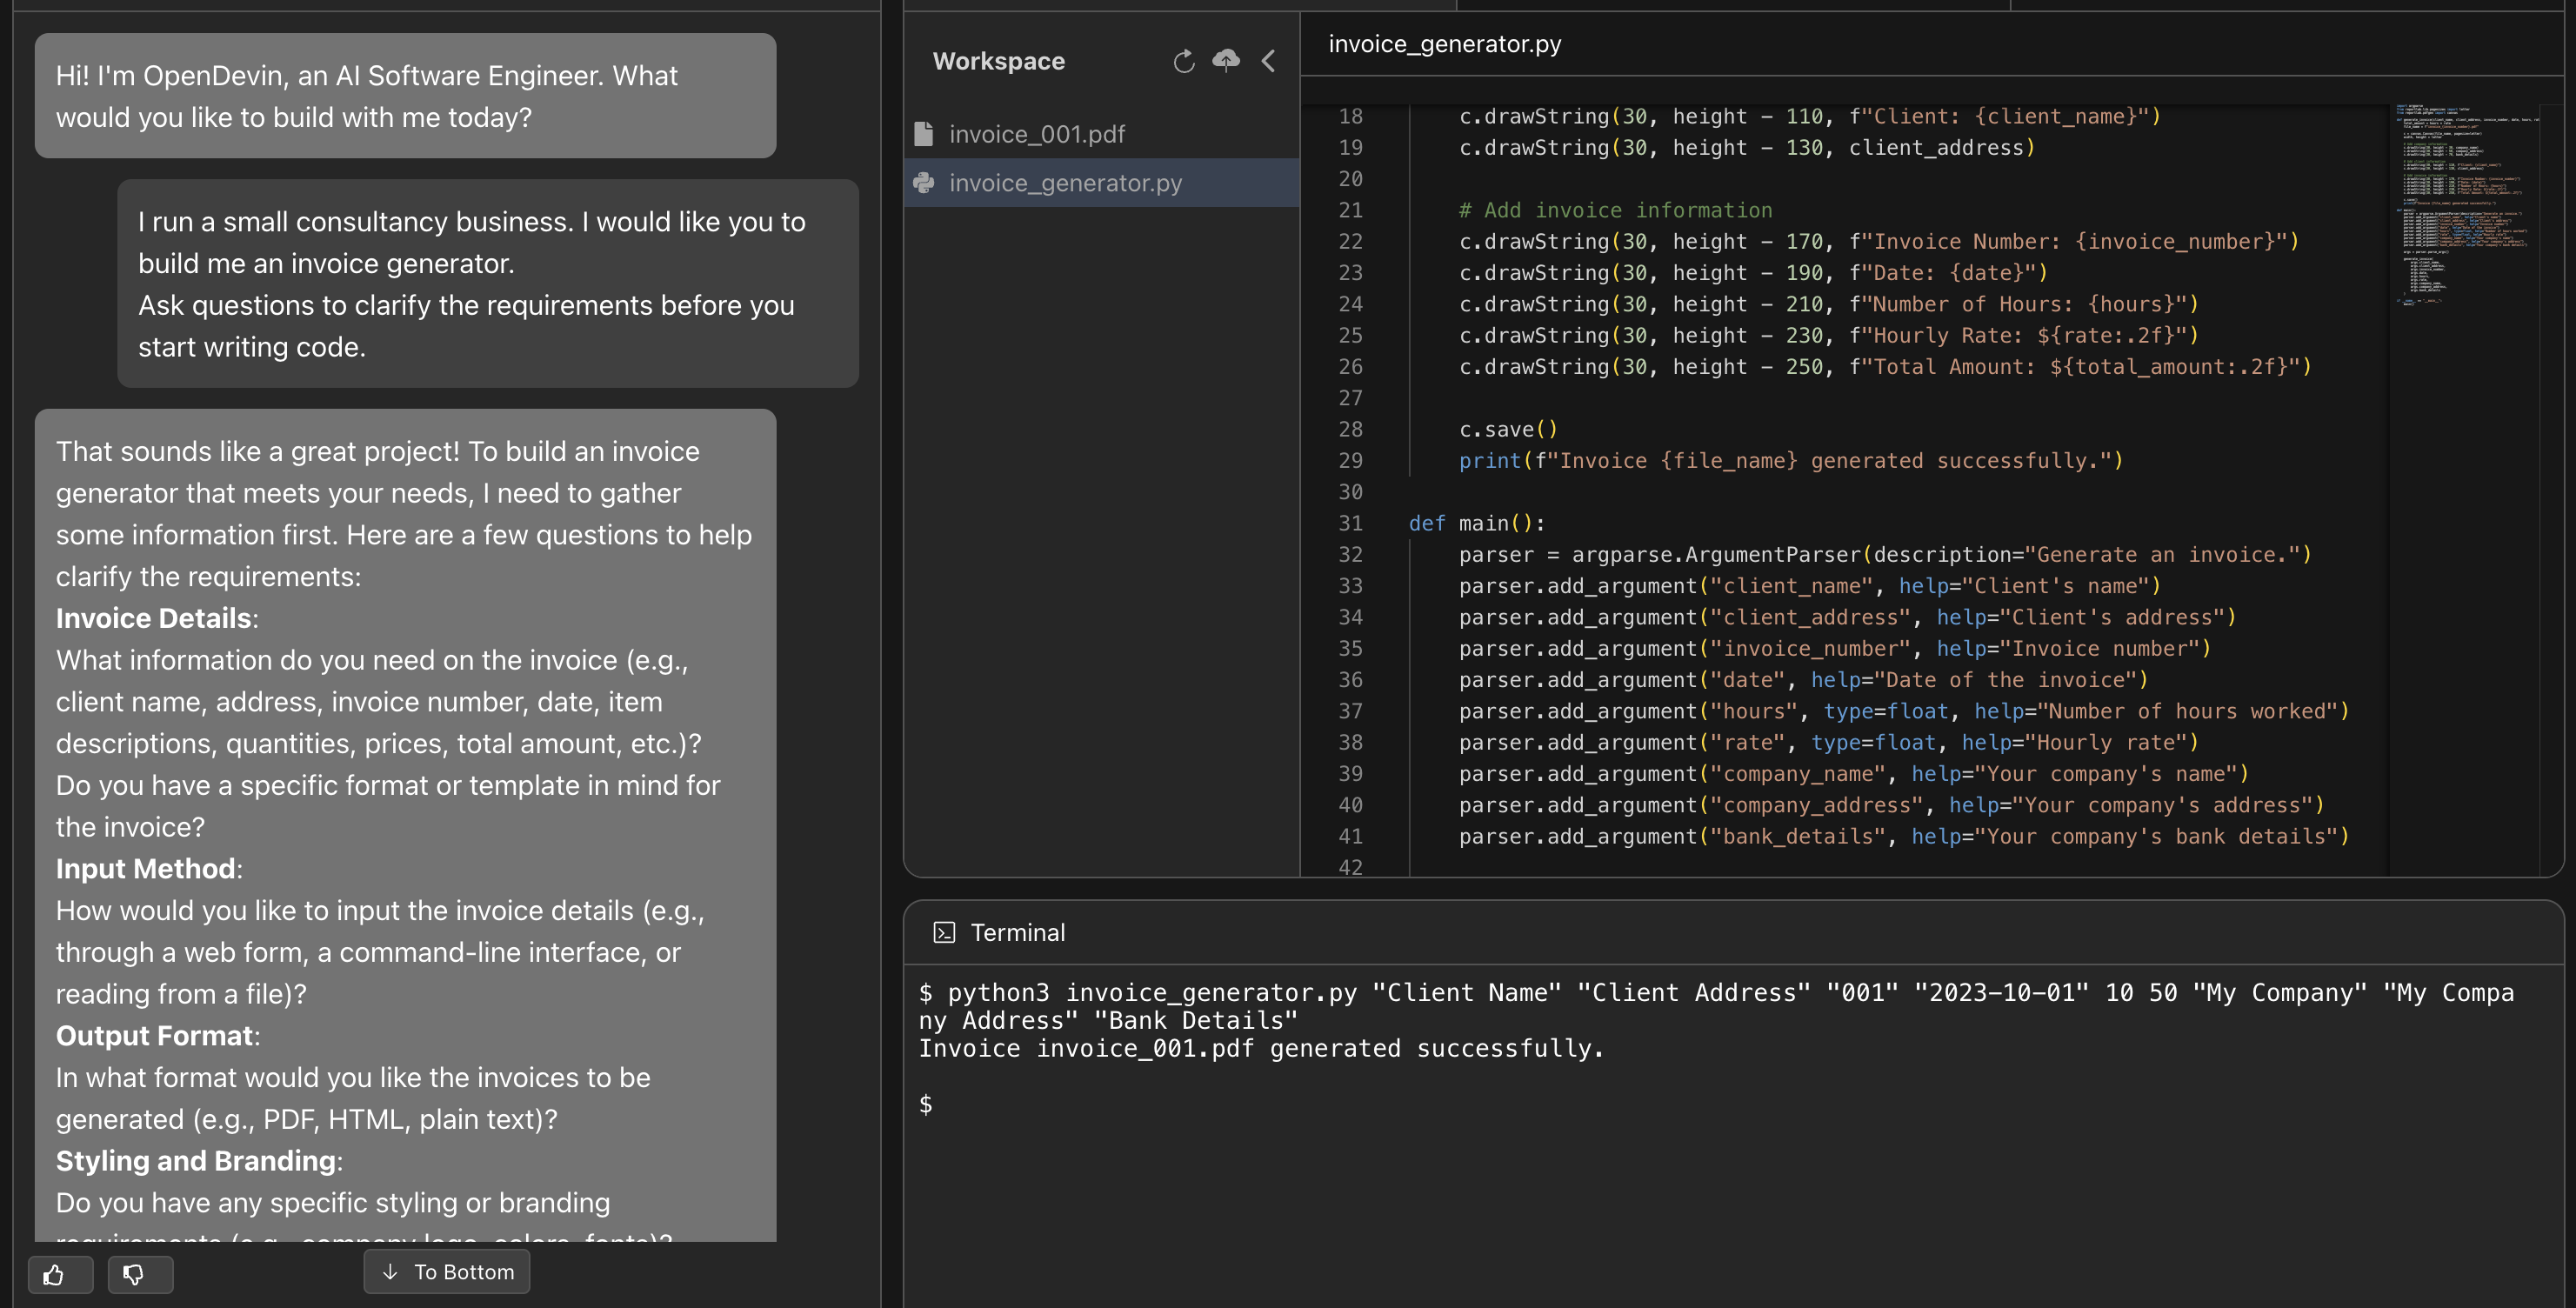 Hi! I'm OpenDevin, an AI Software Engineer. What
would you like to build with me today?
I run a small consultancy business. I would like you to
build me an invoice generator.
Ask questions to clarify the requirements before you
start writing code.
That sounds like a great project! To build an invoice
generator that meets your needs, I need to gather
some information first. Here are a few questions to help
clarify the requirements:
Invoice Details:
What information do you need on the invoice (e.g.,
client name, address, invoice number, date, item
descriptions, quantities, prices, total amount, etc.)?
Do you have a specific format or template in mind for
the invoice?
Input Method:
How would you like to input the invoice details (e.g.,
through a web form, a command-line interface, or
reading from a file)?
Output Format:
In what format would you like the invoices to be
generated (e.g., PDF, HTML, plain text)?
Styling and Branding:
Do you have any specific styling or branding
requirements (e.g., company logo, colors, fonts)?
To Bottom
Workspace
invoice_001.pdf
invoice_generator.py
invoice_generator.py
18 c.drawString(30, height - 110, f"Client: {client_name}")
19 c.drawString(30, height - 130, client_address)
20
21 # Add invoice information
22 c.drawString(30, height - 170, f"Invoice Number: {invoice_number}")
23 c.drawString(30, height - 190, f"Date: {date}")
24 c.drawString(30, height - 210, f"Number of Hours: {hours}")
25 c.drawString(30, height - 230, f"Hourly Rate: ${rate:.2f}")
26 c.drawString(30, height - 250, f"Total Amount: ${total_amount:.2f}")
27
28 c.save()
29 print(f"Invoice {file_name} generated successfully.")
30
31 def main():
32 parser = argparse.ArgumentParser(description="Generate an invoice.")
33 parser.add_argument("client_name", help="Client's name")
34 parser.add_argument("client_address", help="Client's address")
35 parser.add_argument("invoice_number", help="Invoice number")
36 parser.add_argument("date", help="Date of the invoice")
37 parser.add_argument("hours", type=float, help="Number of hours worked")
38 parser.add_argument("rate", type=float, help="Hourly rate")
39 parser.add_argument("company_name", help="Your company's name")
40 parser.add_argument("company_address", help="Your company's address")
41 parser.add_argument("bank_details", help="Your company's bank details")
42
Terminal
$ python3 invoice_generator.py "Client Name" "Client Address" "001" "2023-10-01" 10 50 "My Company" "My Compa
ny Address" "Bank Details"
Invoice invoice_001.pdf generated successfully.
$